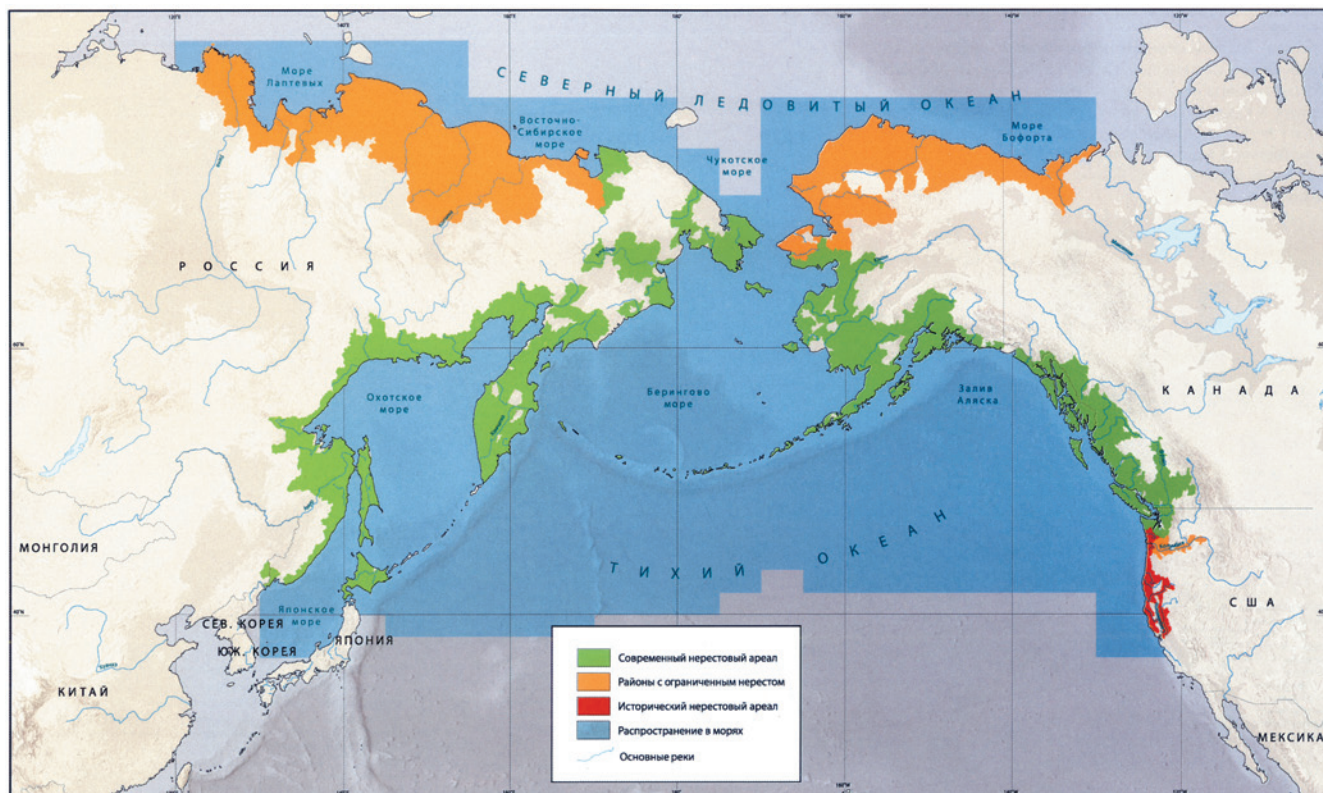 СЕВЕРНЫЙ ЛЕДОВИТЫЙ ОКЕАН
Море
Лаптевых
Восточно-
Сибирское
море
Чукотское
море
Море
Бофорта
РОССИЯ
КАНАДА
Охотское
море
Берингово
море
Залив
Аляска
МОНГОЛИЯ
ТИХИЙ ОКЕАН
США
Японское
море
СЕВ. КОРЕЯ
ЯПОНИЯ
ЮЖ. КОРЕЯ
КИТАЙ
МЕКСИКА
Современный нерестовый ареал
Районы с ограниченным нерестом
Исторический нерестовый ареал
Распространение в морях
Основные реки